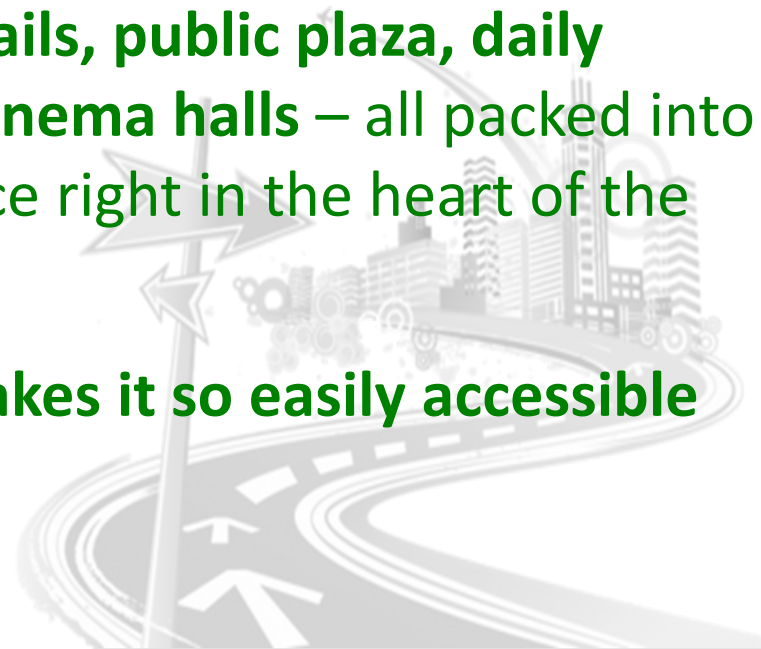 ails, public plaza, daily
nema halls – all packed into
ce right in the heart of the
akes it so easily accessible